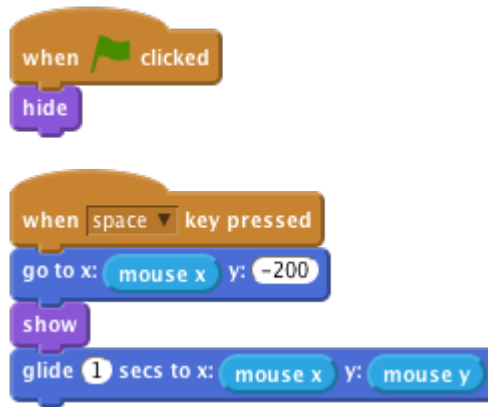 when clicked
hide
when space key pressed
go to x: mouse x y: -200
show
glide 1 secs to x: mouse x y: mouse y